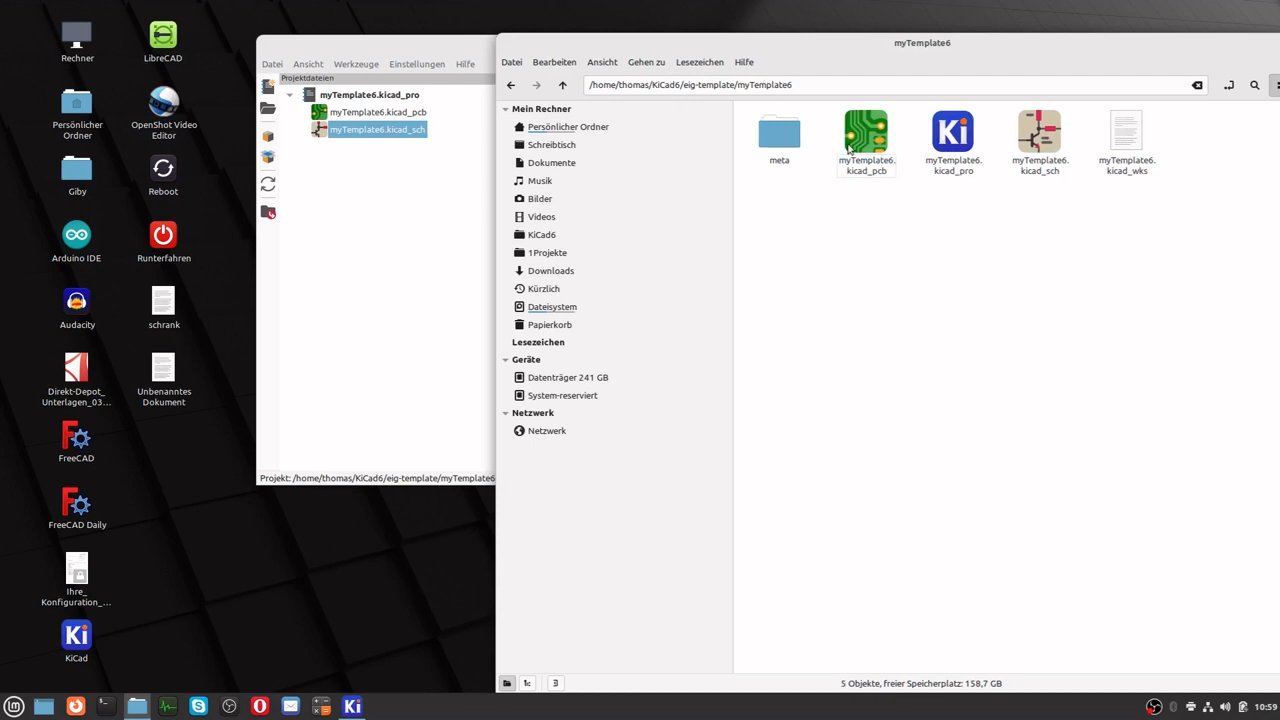 Rechner
LibreCAD
Persönlicher
Ordner
OpenShot Video
Editor
Giby
Reboot
Arduino IDE
Runterfahren
Audacity
schrank
Direkt-Depot_
Unterlagen_03...
Unbenanntes
Dokument
FreeCAD
FreeCAD Daily
Ihre_
Konfiguration_...
Ki
KiCad
Datei Ansicht Werkzeuge Einstellungen Hilfe
Projektdateien
myTemplate6.kicad_pro
myTemplate6.kicad_pcb
myTemplate6.kicad_sch
Projekt: /home/thomas/KiCad6/eig-template/myTemplate6
myTemplate6
Datei Bearbeiten Ansicht Gehen zu Lesezeichen Hilfe
/home/thomas/KiCad6/eig-template/myTemplate6
Mein Rechner
Persönlicher Ordner
Schreibtisch
Dokumente
Musik
Bilder
Videos
KiCad6
1Projekte
Downloads
Kürzlich
Dateisystem
Papierkorb
Lesezeichen
Geräte
Datenträger 241 GB
System-reserviert
Netzwerk
Netzwerk
meta
myTemplate6.
kicad_pcb
Ki
myTemplate6.
kicad_pro
myTemplate6.
kicad_sch
myTemplate6.
kicad_wks
5 Objekte, freier Speicherplatz: 158,7 GB
Ki
10:59